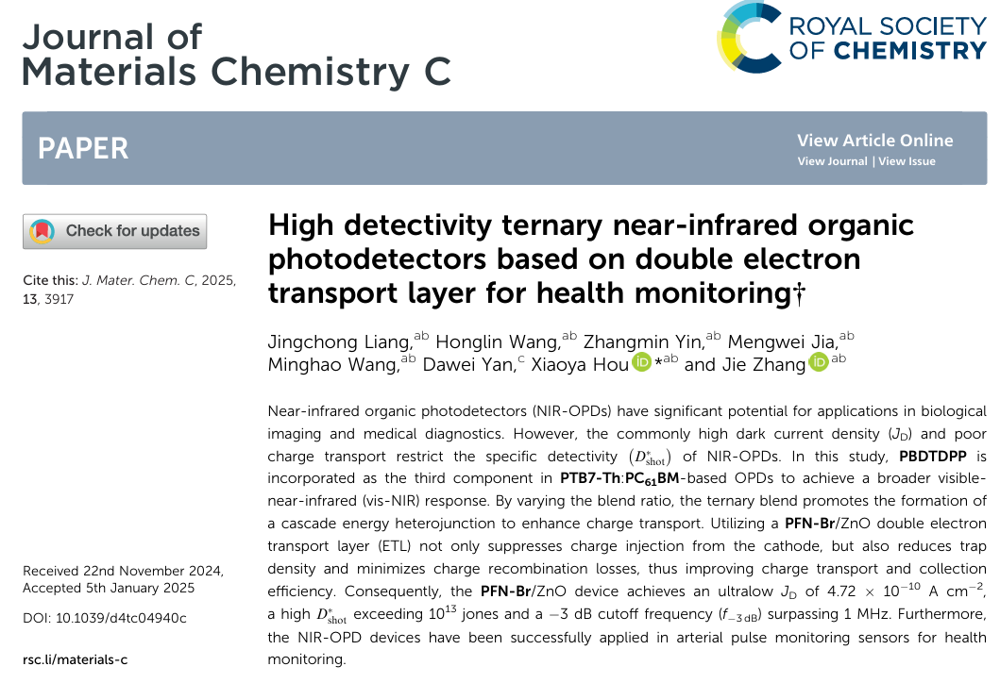 Journal of
Materials Chemistry C
ROYAL SOCIETY
OF CHEMISTRY
PAPER
View Article Online
View Journal | View Issue
Check for updates
Cite this: J. Mater. Chem. C, 2025,
13, 3917
High detectivity ternary near-infrared organic
photodetectors based on double electron
transport layer for health monitoring†
Jingchong Liang,ab Honglin Wang,ab Zhangmin Yin,ab Mengwei Jia,ab
Minghao Wang,ab Dawei Yan,c Xiaoya Hou iD *ab and Jie Zhang iD ab
Near-infrared organic photodetectors (NIR-OPDs) have significant potential for applications in biological
imaging and medical diagnostics. However, the commonly high dark current density (JD) and poor
charge transport restrict the specific detectivity (D*shot) of NIR-OPDs. In this study, PBDTDPP is
incorporated as the third component in PTB7-Th:PC61BM-based OPDs to achieve a broader visible-
near-infrared (vis-NIR) response. By varying the blend ratio, the ternary blend promotes the formation of
a cascade energy heterojunction to enhance charge transport. Utilizing a PFN-Br/ZnO double electron
transport layer (ETL) not only suppresses charge injection from the cathode, but also reduces trap
density and minimizes charge recombination losses, thus improving charge transport and collection
efficiency. Consequently, the PFN-Br/ZnO device achieves an ultralow JD of 4.72 × 10−10 A cm−2,
a high D*shot exceeding 1013 jones and a −3 dB cutoff frequency (f−3 dB) surpassing 1 MHz. Furthermore,
the NIR-OPD devices have been successfully applied in arterial pulse monitoring sensors for health
monitoring.
Received 22nd November 2024,
Accepted 5th January 2025
DOI: 10.1039/d4tc04940c
rsc.li/materials-c